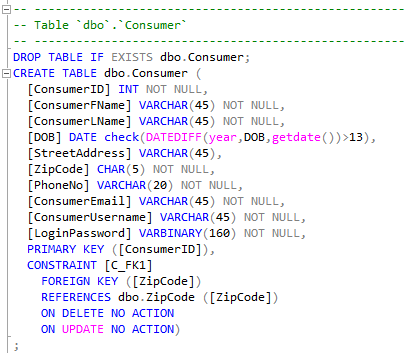 -- -----------------------------------------------------
-- Table `dbo`.`Consumer`
-- -----------------------------------------------------
DROP TABLE IF EXISTS dbo.Consumer;
CREATE TABLE dbo.Consumer (
[ConsumerID] INT NOT NULL,
[ConsumerFName] VARCHAR(45) NOT NULL,
[ConsumerLName] VARCHAR(45) NOT NULL,
[DOB] DATE check(DATEDIFF(year,DOB,getdate())>13),
[StreetAddress] VARCHAR(45),
[ZipCode] CHAR(5) NOT NULL,
[PhoneNo] VARCHAR(20) NOT NULL,
[ConsumerEmail] VARCHAR(45) NOT NULL,
[ConsumerUsername] VARCHAR(45) NOT NULL,
[LoginPassword] VARBINARY(160) NOT NULL,
PRIMARY KEY ([ConsumerID]),
CONSTRAINT [C_FK1]
FOREIGN KEY ([ZipCode])
REFERENCES dbo.ZipCode ([ZipCode])
ON DELETE NO ACTION
ON UPDATE NO ACTION)
;